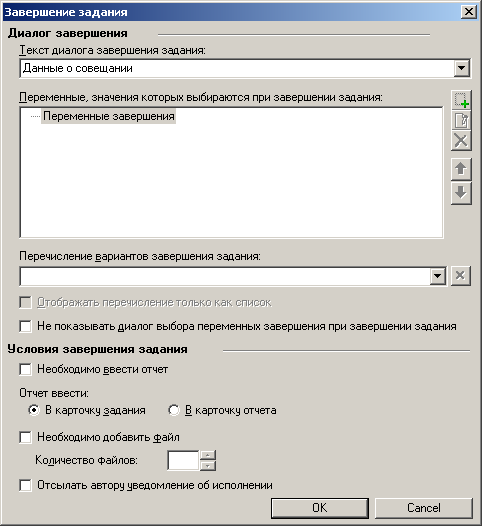 Завершение задания
Диалог завершения
Текст диалога завершения задания:
Данные о совещании
Переменные, значения которых выбираются при завершении задания:
Переменные завершения
Перечисление вариантов завершения задания:
Отображать перечисление только как список
Не показывать диалог выбора переменных завершения при завершении задания
Условия завершения задания
Необходимо ввести отчет
Отчет ввести:
В карточку задания В карточку отчета
Необходимо добавить файл
Количество файлов:
Отсылать автору уведомление об исполнении
OK Cancel